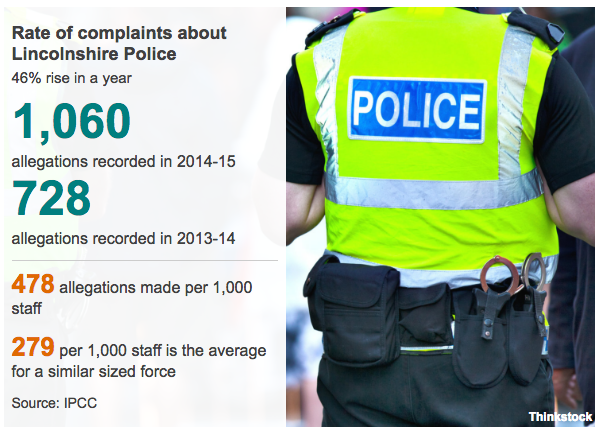 Rate of complaints about
Lincolnshire Police
46% rise in a year
1,060
allegations recorded in 2014-15
728
allegations recorded in 2013-14
478 allegations made per 1,000
staff
279 per 1,000 staff is the average
for a similar sized force
Source: IPCC
POLICE
Thinkstock